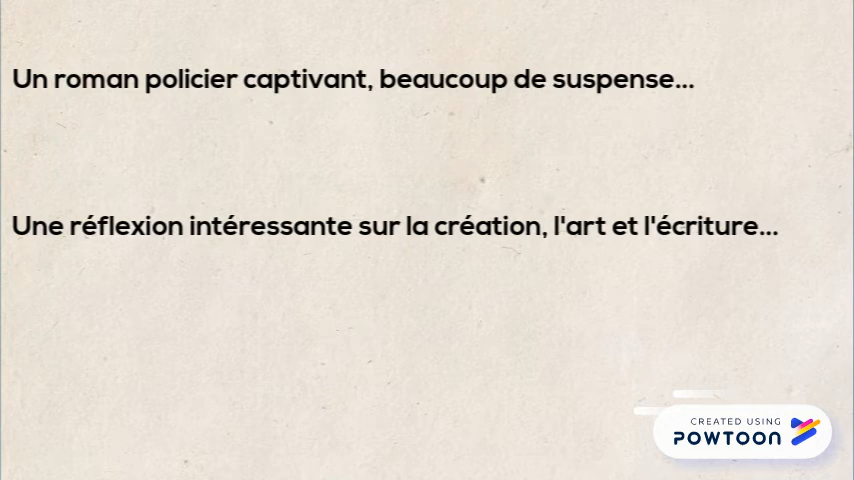 Un roman policier captivant, beaucoup de suspense...
Une réflexion intéressante sur la création, l'art et l'écriture...
CREATED USING
POWTOON